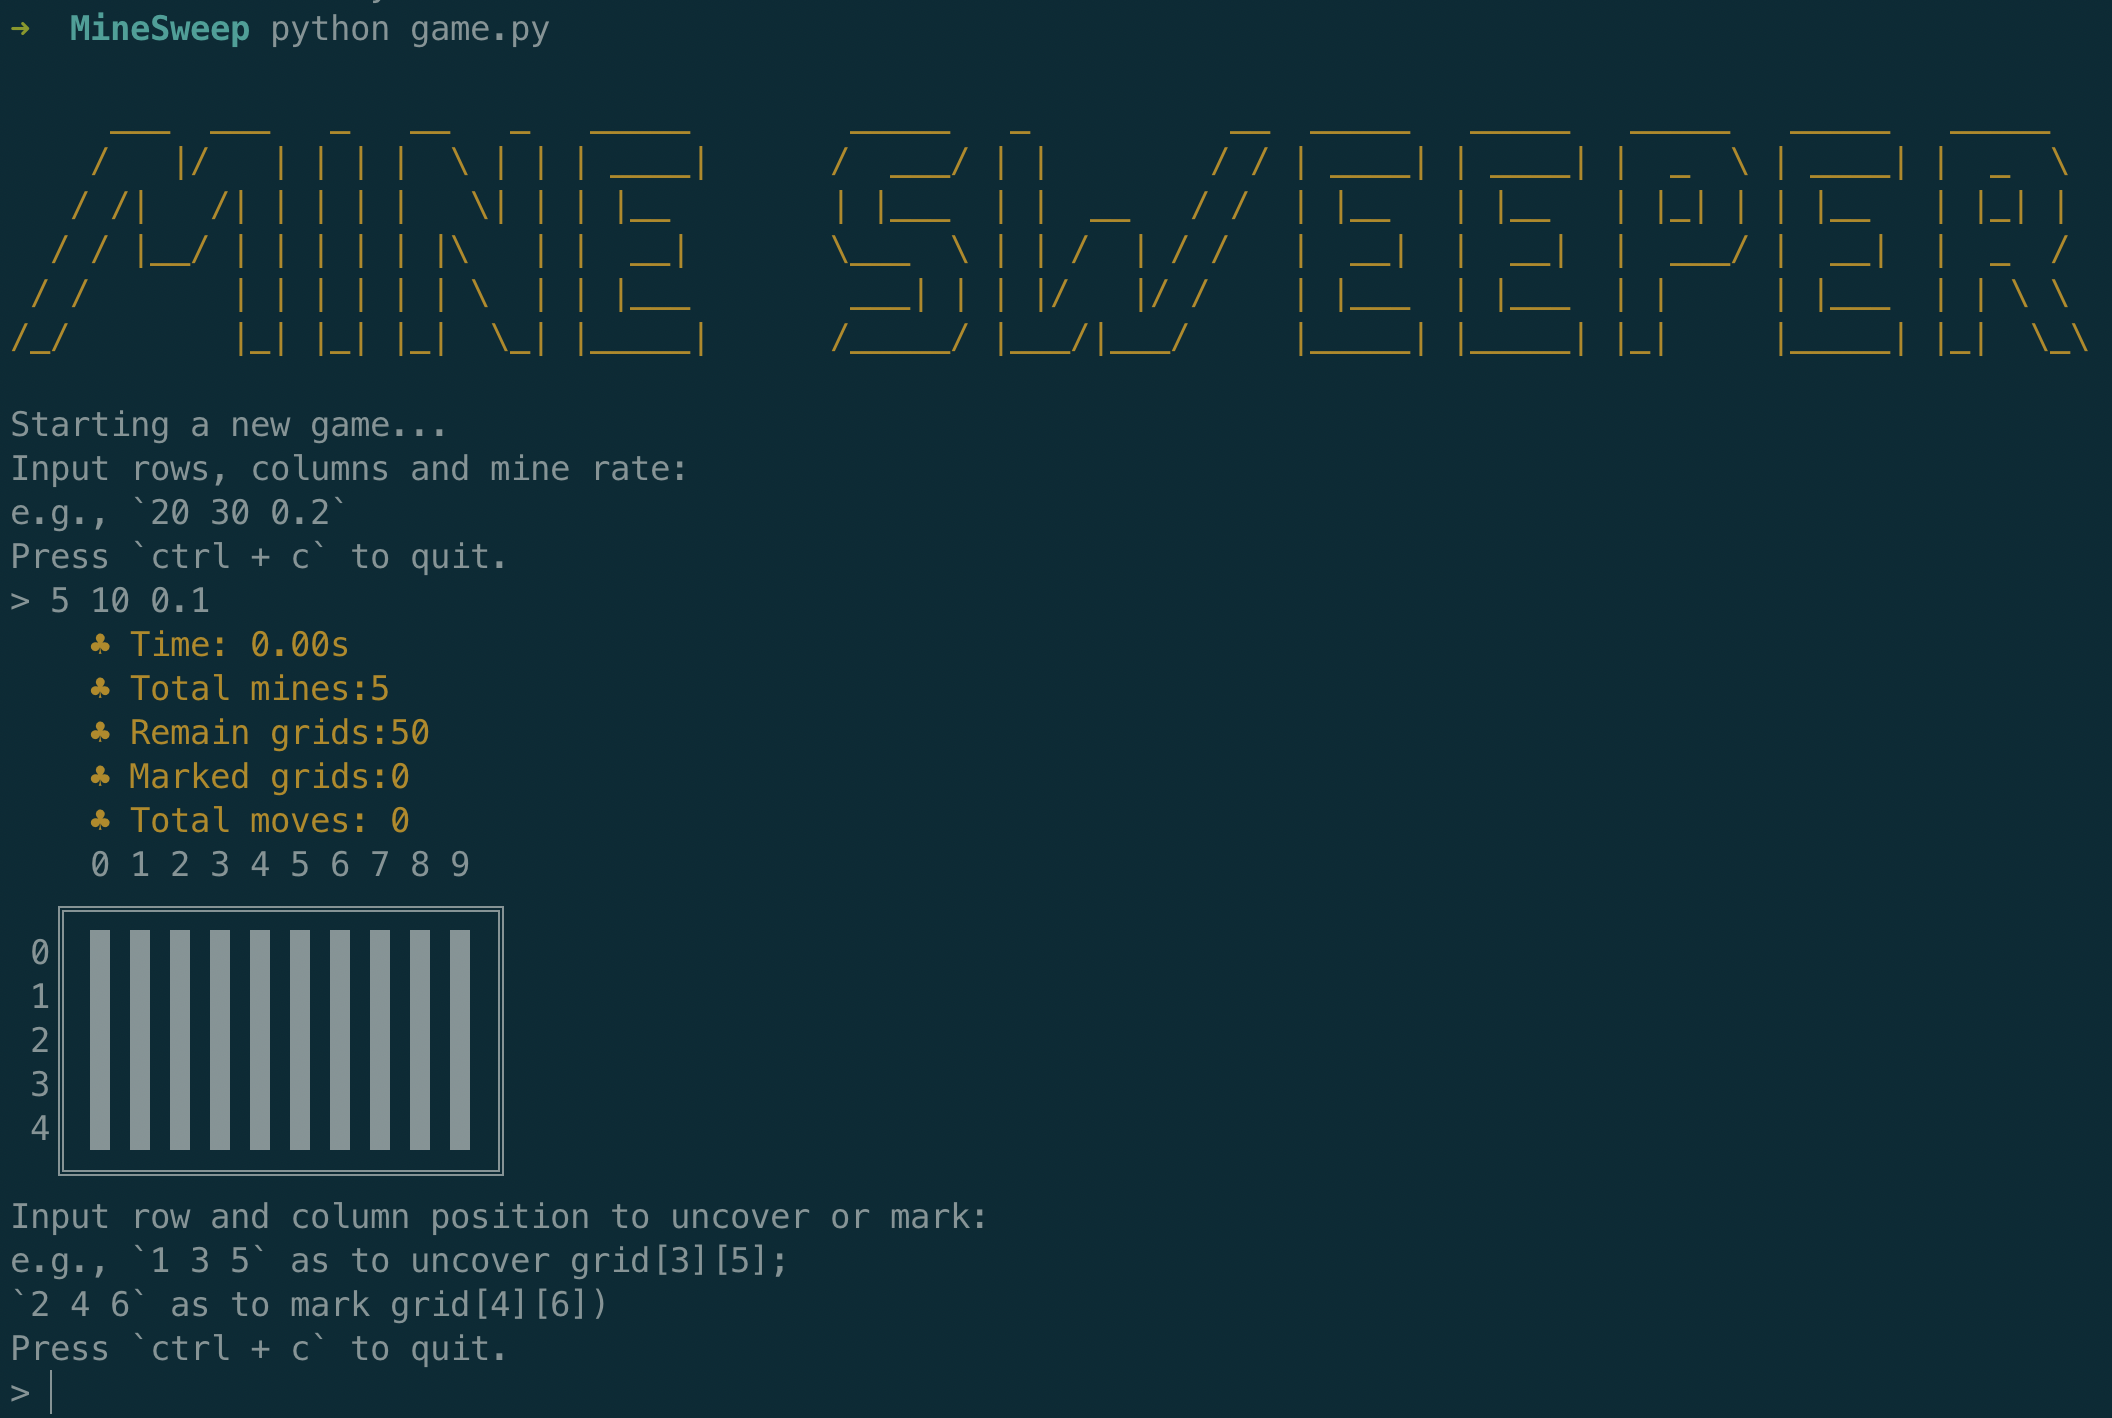 ➜  MineSweep python game.py
MINE SWEEPER
Starting a new game...
Input rows, columns and mine rate:
e.g., `20 30 0.2`
Press `ctrl + c` to quit.
> 5 10 0.1
♣ Time: 0.00s
♣ Total mines:5
♣ Remain grids:50
♣ Marked grids:0
♣ Total moves: 0
0 1 2 3 4 5 6 7 8 9
0
1
2
3
4
Input row and column position to uncover or mark:
e.g., `1 3 5` as to uncover grid[3][5];
`2 4 6` as to mark grid[4][6])
Press `ctrl + c` to quit.
>